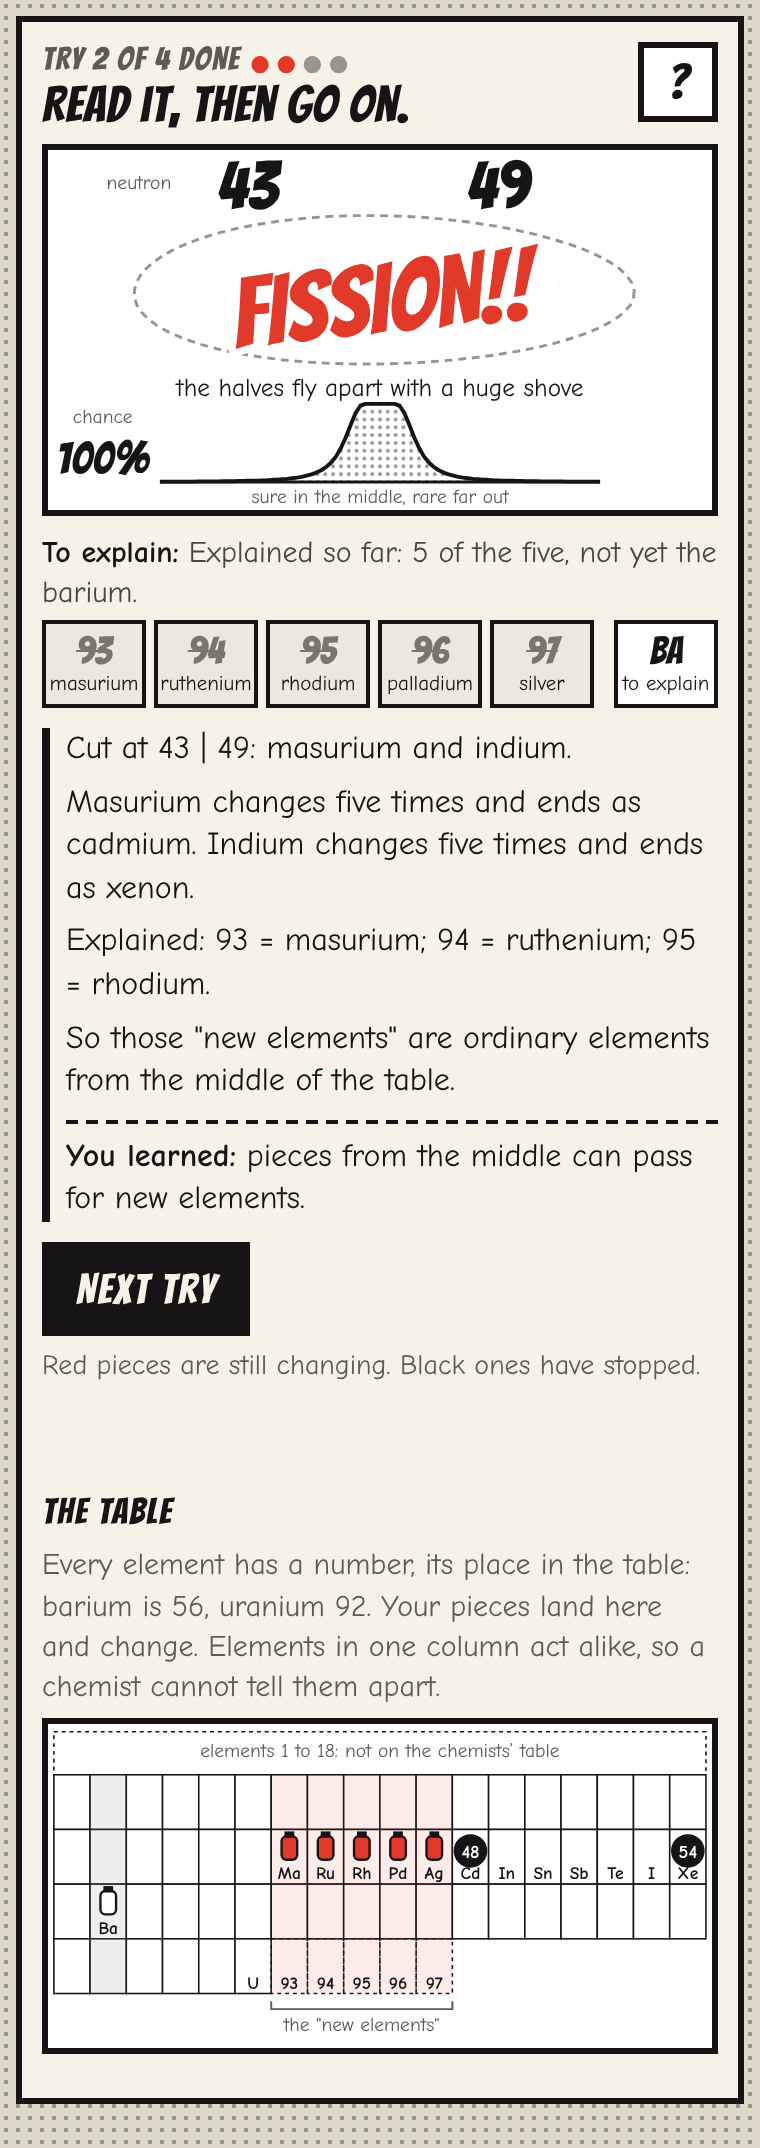 TRY 2 OF 4 DONE
READ IT, THEN GO ON.
?
neutron 43 49
FISSION!!
the halves fly apart with a huge shove
chance
100%
sure in the middle, rare far out
To explain: Explained so far: 5 of the five, not yet the
barium.
93 94 95 96 97 BA
masurium ruthenium rhodium palladium silver to explain
Cut at 43 | 49: masurium and indium.
Masurium changes five times and ends as
cadmium. Indium changes five times and ends
as xenon.
Explained: 93 = masurium; 94 = ruthenium; 95
= rhodium.
So those "new elements" are ordinary elements
from the middle of the table.
You learned: pieces from the middle can pass
for new elements.
NEXT TRY
Red pieces are still changing. Black ones have stopped.
THE TABLE
Every element has a number, its place in the table:
barium is 56, uranium 92. Your pieces land here
and change. Elements in one column act alike, so a
chemist cannot tell them apart.
elements 1 to 18: not on the chemists' table
48 54
Ma Ru Rh Pd Ag Cd In Sn Sb Te I Xe
Ba
U 93 94 95 96 97
the "new elements"